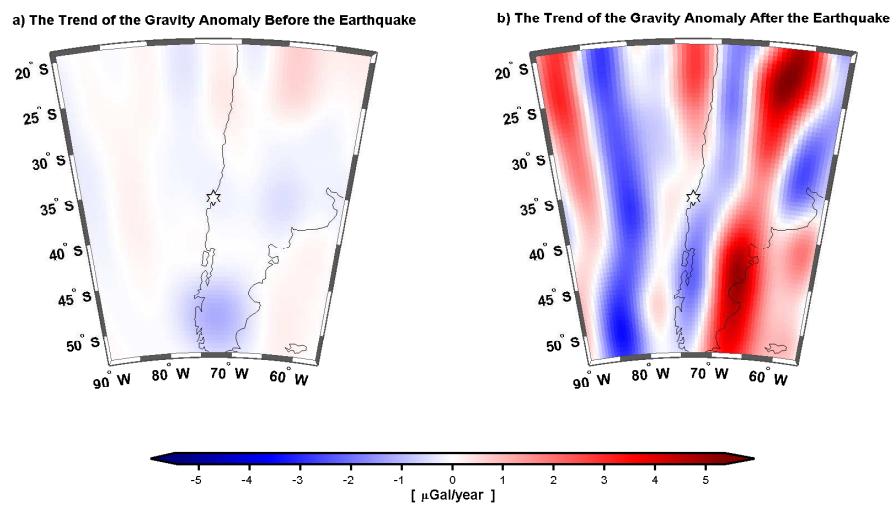 a) The Trend of the Gravity Anomaly Before the Earthquake
b) The Trend of the Gravity Anomaly After the Earthquake
20° S
25° S
30° S
35° S
40° S
45° S
50° S
90° W
80° W
70° W
60° W
20° S
25° S
30° S
35° S
40° S
45° S
50° S
90° W
80° W
70° W
60° W
-5 -4 -3 -2 -1 0 1 2 3 4 5
[ μGal/year ]